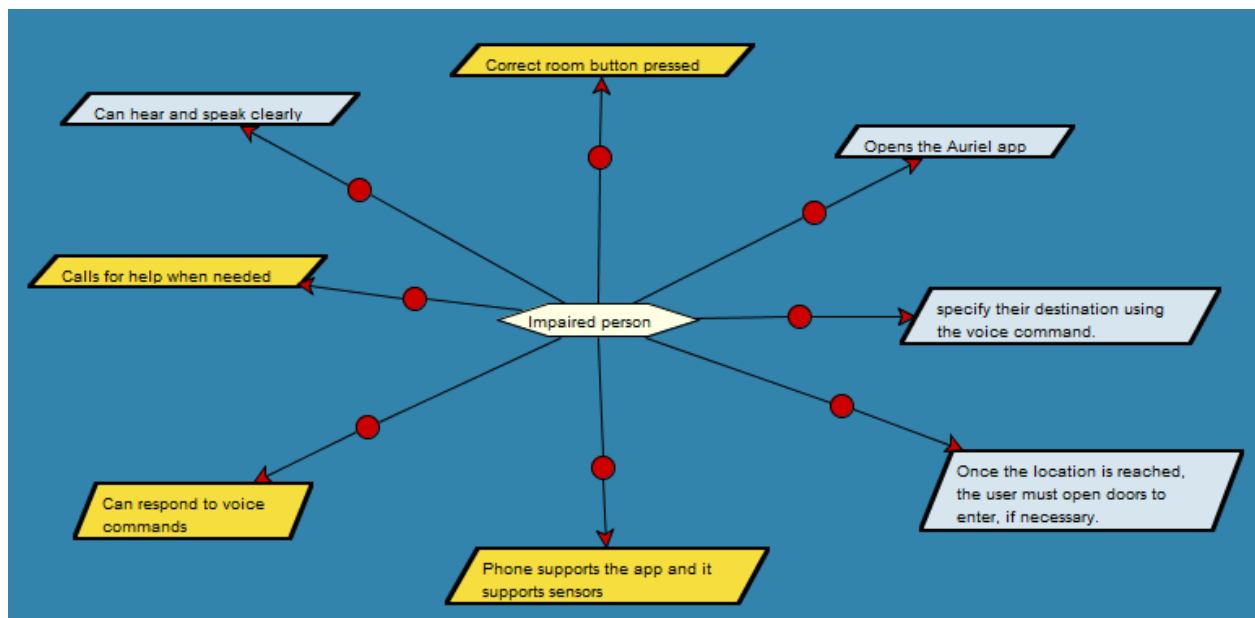 Correct room button pressed
Can hear and speak clearly
Opens the Auriel app
Calls for help when needed
specify their destination using
the voice command.
Impaired person
Once the location is reached,
the user must open doors to
enter, if necessary.
Can respond to voice
commands
Phone supports the app and it
supports sensors